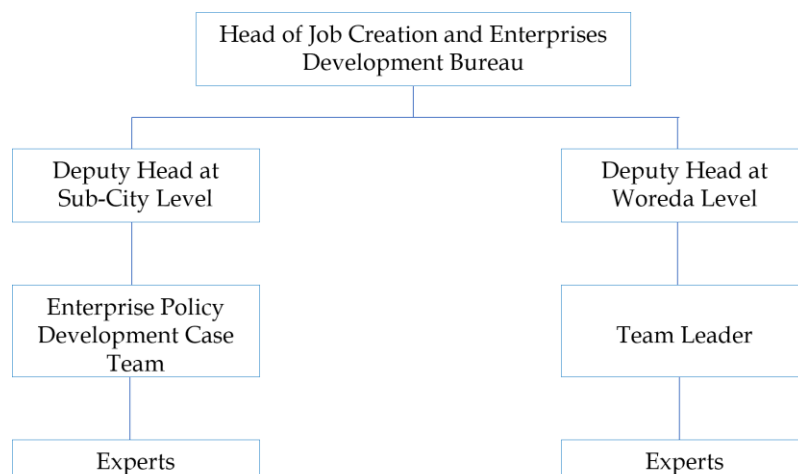 Head of Job Creation and Enterprises
Development Bureau
Deputy Head at
Sub-City Level
Deputy Head at
Woreda Level
Enterprise Policy
Development Case
Team
Team Leader
Experts
Experts